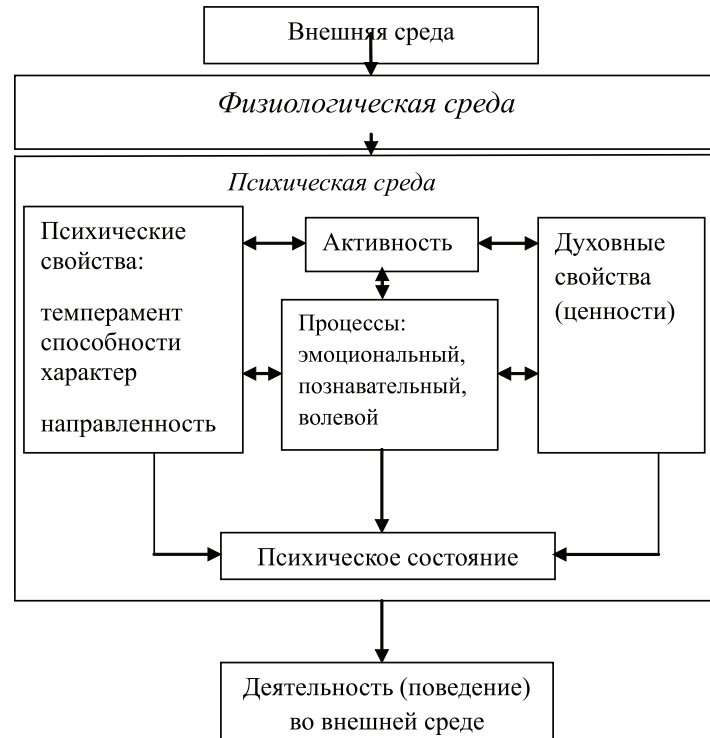 Внешняя среда
Физиологическая среда
Психическая среда
Психические
свойства:
темперамент
способности
характер
направленность
Активность
Процессы:
эмоциональный,
познавательный,
волевой
Духовные
свойства
(ценности)
Психическое состояние
Деятельность (поведение)
во внешней среде